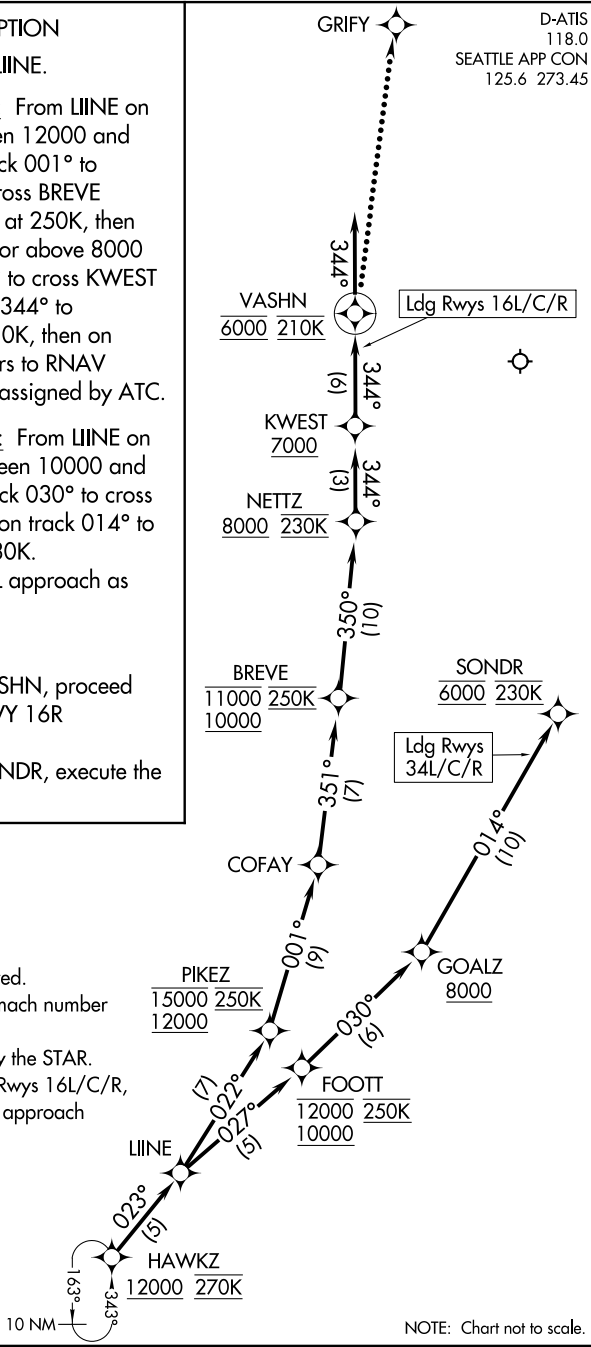 PTION
LIINE.
From LIINE on
en 12000 and
ck 001° to
ross BREVE
at 250K, then
or above 8000
to cross KWEST
344° to
0K, then on
rs to RNAV
assigned by ATC.
: From LIINE on
een 10000 and
ck 030° to cross
on track 014° to
30K.
L approach as
SHN, proceed
VY 16R
NDR, execute the
ed.
mach number
y the STAR.
Rwys 16L/C/R,
approach
D-ATIS
118.0
SEATTLE APP CON
125.6 273.45
GRIFY
344°
VASHN
6000 210K
Ldg Rwys 16L/C/R
344°
(6)
KWEST
7000
344°
(3)
NETTZ
8000 230K
350°
(10)
BREVE
11000 250K
10000
SONDR
6000 230K
Ldg Rwys
34L/C/R
351°
(7)
014°
(10)
COFAY
001°
(9)
GOALZ
8000
PIKEZ
15000 250K
12000
030°
(6)
FOOTT
12000 250K
10000
(7)
022°
027°
(5)
LIINE
023°
(5)
HAWKZ
12000 270K
163°
343°
10 NM
NOTE: Chart not to scale.